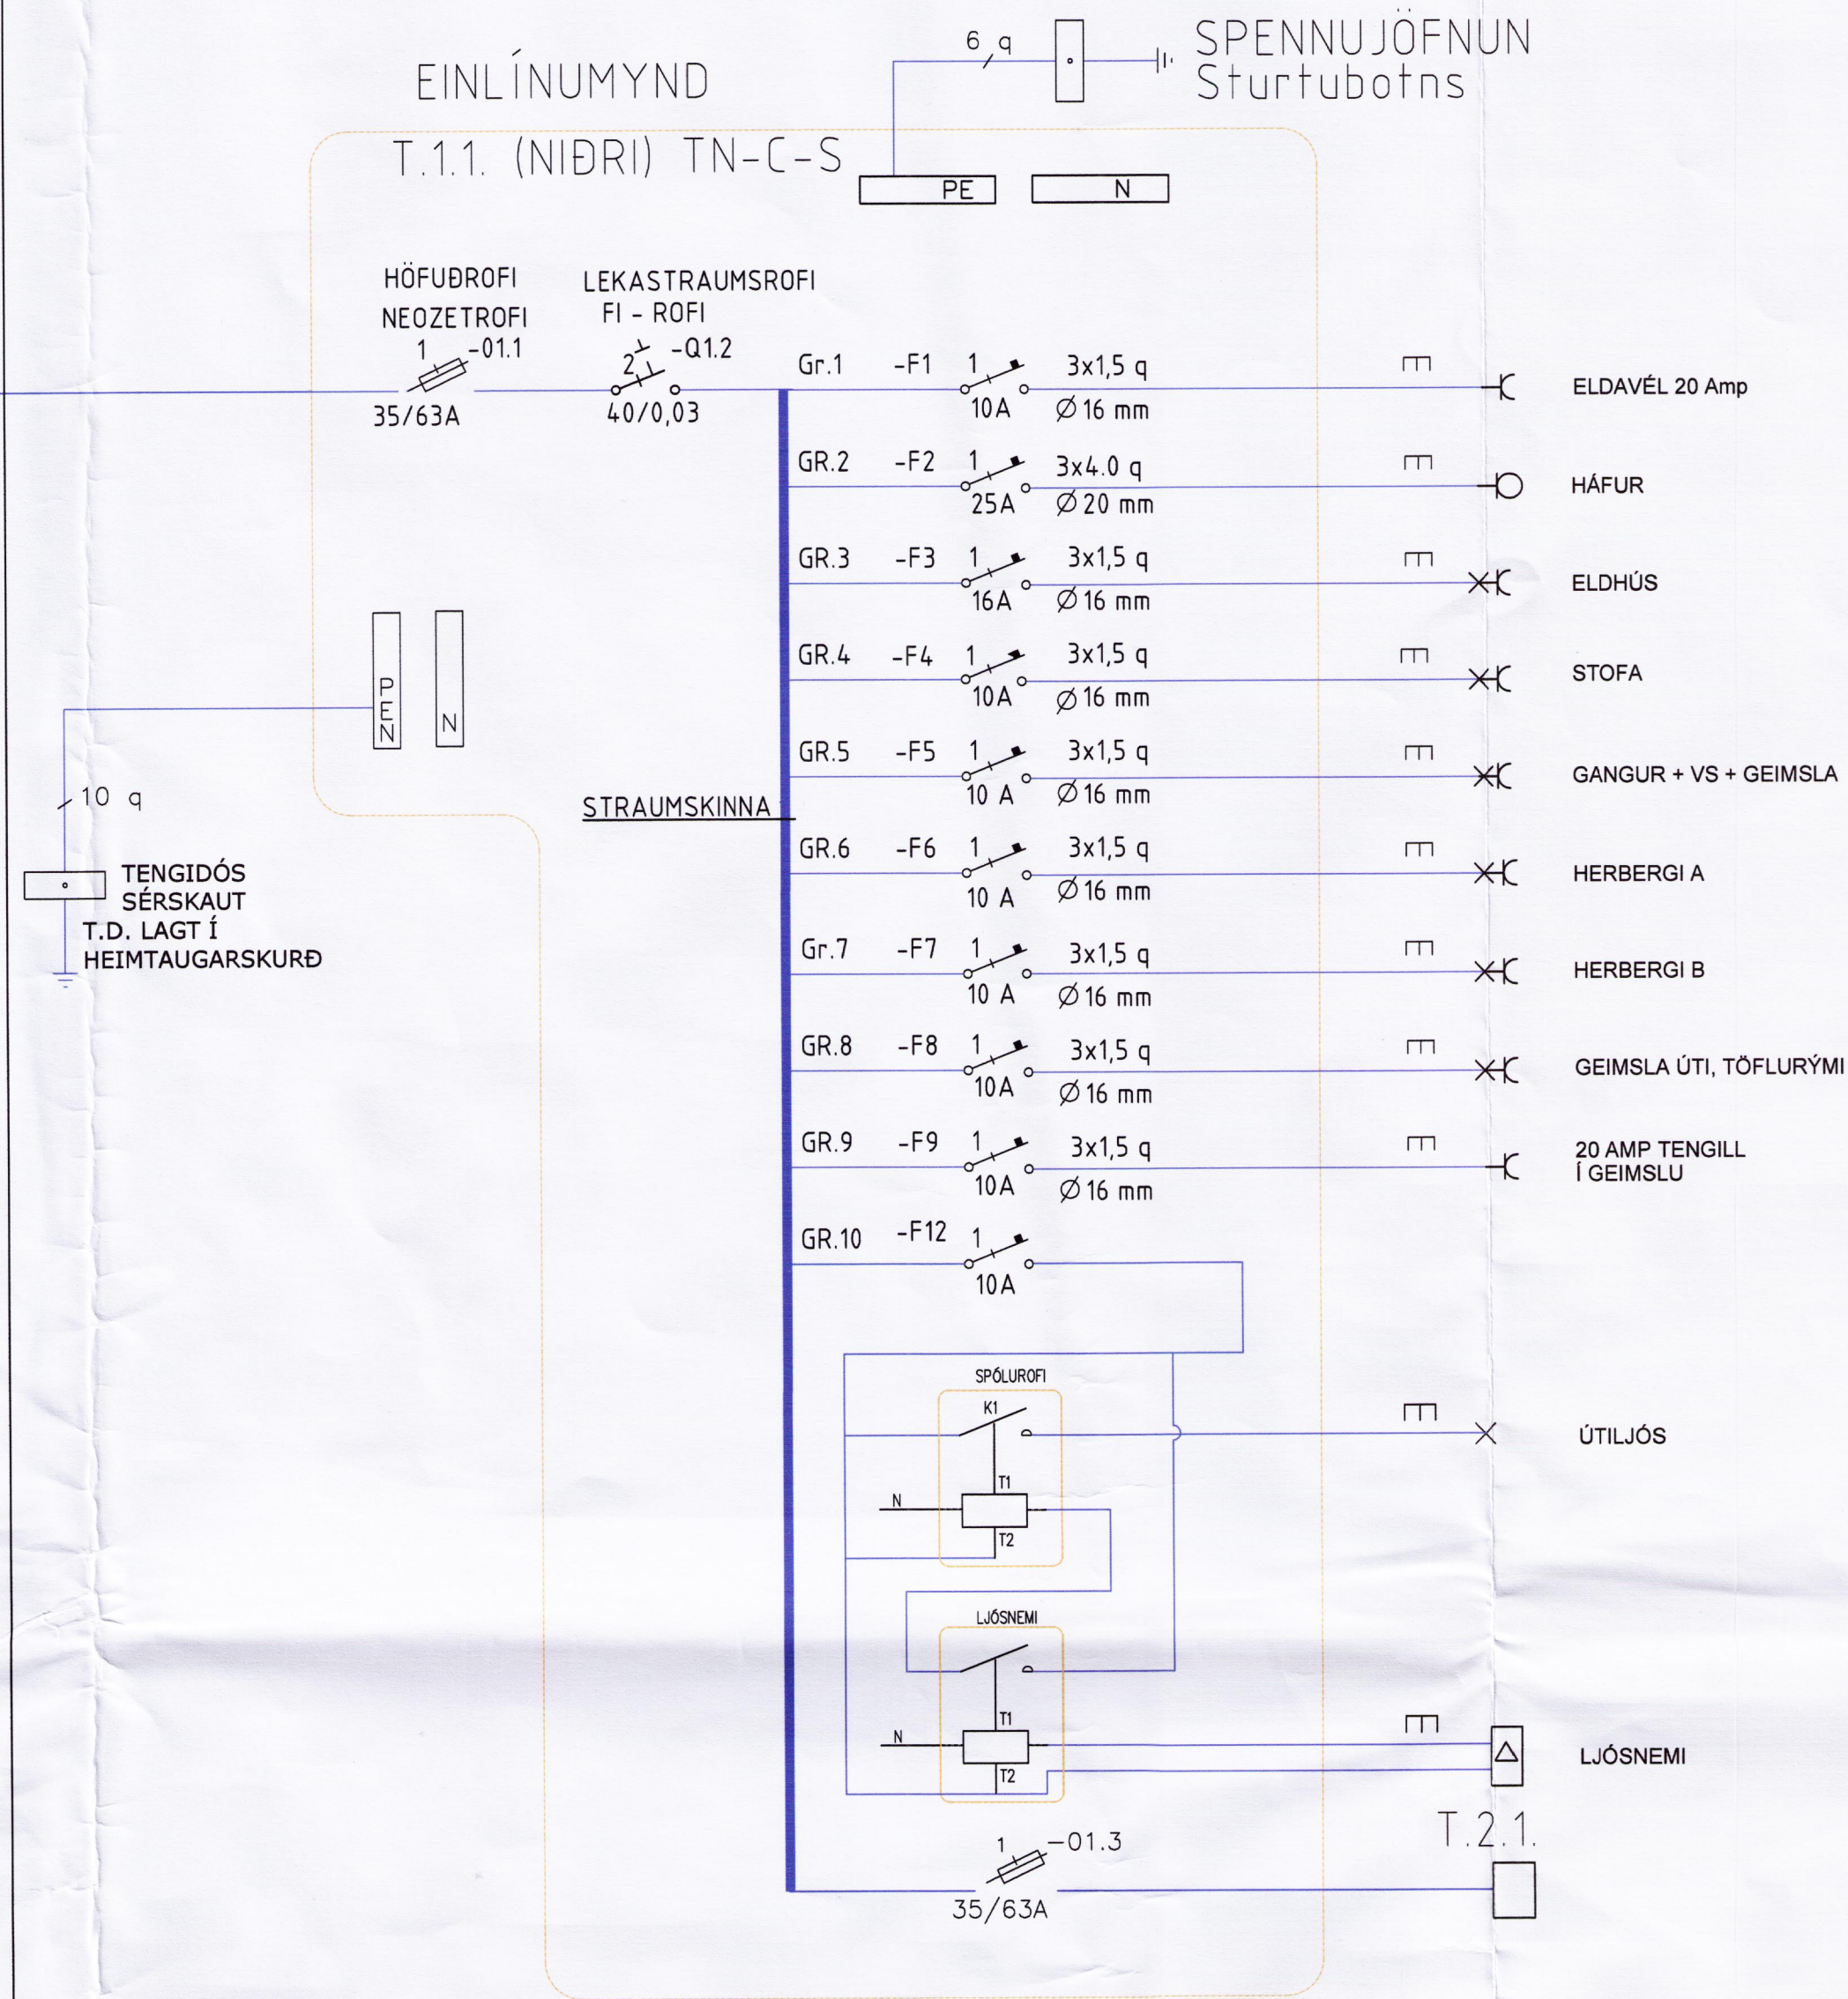 EINLÍNUMYND
6 q
SPENNUJÖFNUN
Sturtubotns
T.1.1. (NIÐRI) TN-C-S
PE
N
HÖFUÐROFI
NEOZETROFI
1 -01.1
35/63A
LEKASTRAUMSROFI
FI - ROFI
2 -Q1.2
40/0,03
Gr.1 -F1 1 3x1,5 q
10A Ø 16 mm
ELDAVÉL 20 Amp
GR.2 -F2 1 3x4.0 q
25A Ø 20 mm
HÁFUR
GR.3 -F3 1 3x1,5 q
16A Ø 16 mm
ELDHÚS
GR.4 -F4 1 3x1,5 q
10A Ø 16 mm
STOFA
PEN
N
GR.5 -F5 1 3x1,5 q
10 A Ø 16 mm
GANGUR + VS + GEIMSLA
10 q
STRAUMSKINNA
GR.6 -F6 1 3x1,5 q
10 A Ø 16 mm
HERBERGI A
TENGIDÓS
SÉRSKAUT
T.D. LAGT Í
HEIMTAUGARSKURÐ
Gr.7 -F7 1 3x1,5 q
10 A Ø 16 mm
HERBERGI B
GR.8 -F8 1 3x1,5 q
10A Ø 16 mm
GEIMSLA ÚTI, TÖFLURÝMI
GR.9 -F9 1 3x1,5 q
10A Ø 16 mm
20 AMP TENGILL
Í GEIMSLU
GR.10 -F12 1
10A
SPÓLUROFI
K1
T1
N
T2
ÚTILJÓS
LJÓSNEMI
T1
N
T2
LJÓSNEMI
T.2.1.
1 -01.3
35/63A